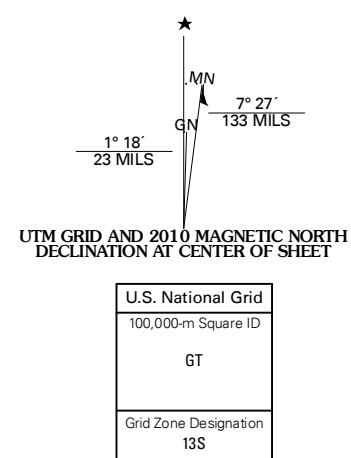 MN
GN
7° 27´
133 MILS
1° 18´
23 MILS
UTM GRID AND 2010 MAGNETIC NORTH
DECLINATION AT CENTER OF SHEET
U.S. National Grid
100,000-m Square ID
GT
Grid Zone Designation
13S